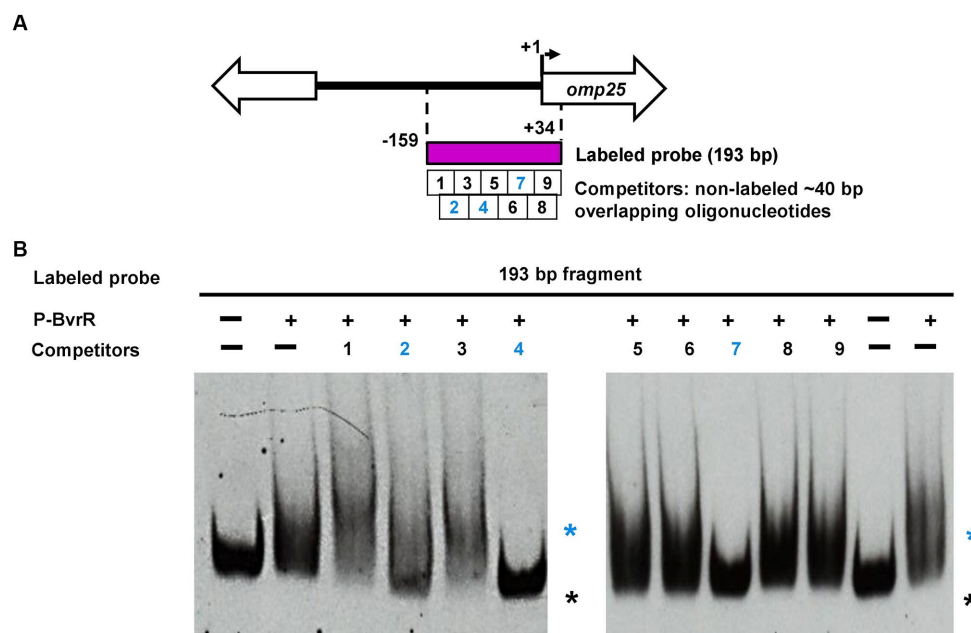 A
+1
omp25
-159
+34
Labeled probe (193 bp)
1 3 5 7 9
Competitors: non-labeled ~40 bp
2 4 6 8
overlapping oligonucleotides
B
Labeled probe
193 bp fragment
P-BvrR
− + + + + + + + + + + − +
Competitors
− − 1 2 3 4 5 6 7 8 9 − −
*
*
*
*